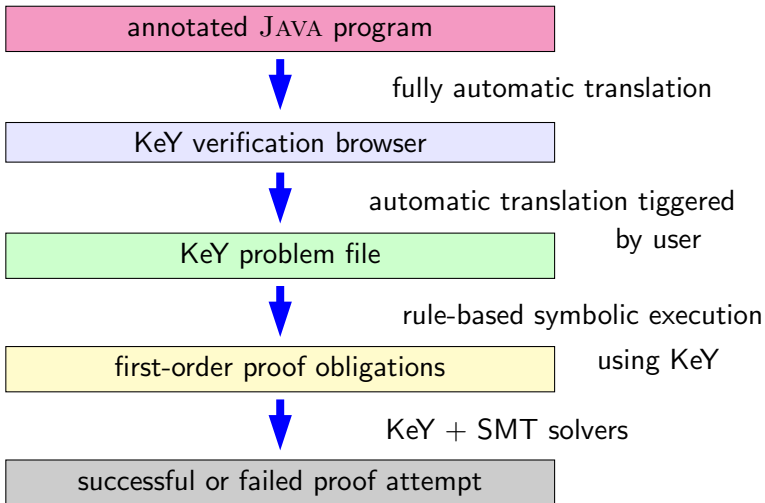 annotated JAVA program
fully automatic translation
KeY verification browser
automatic translation tiggered
by user
KeY problem file
rule-based symbolic execution
using KeY
first-order proof obligations
KeY + SMT solvers
successful or failed proof attempt